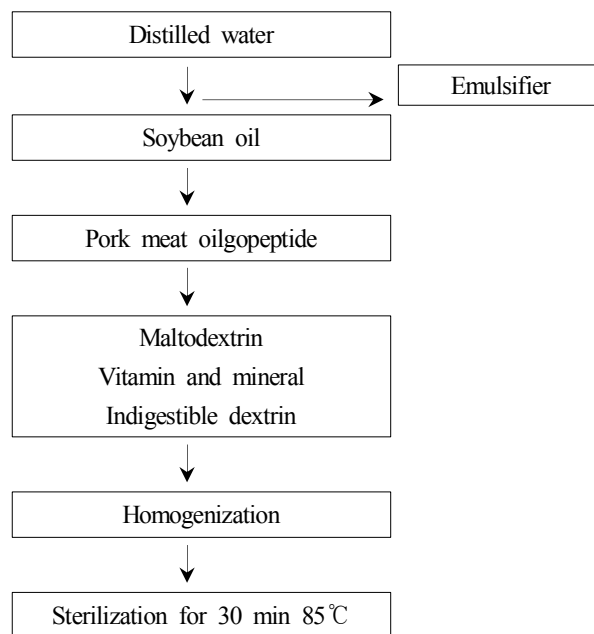 Distilled water
Emulsifier
Soybean oil
Pork meat oilgopeptide
Maltodextrin
Vitamin and mineral
Indigestible dextrin
Homogenization
Sterilization for 30 min 85℃